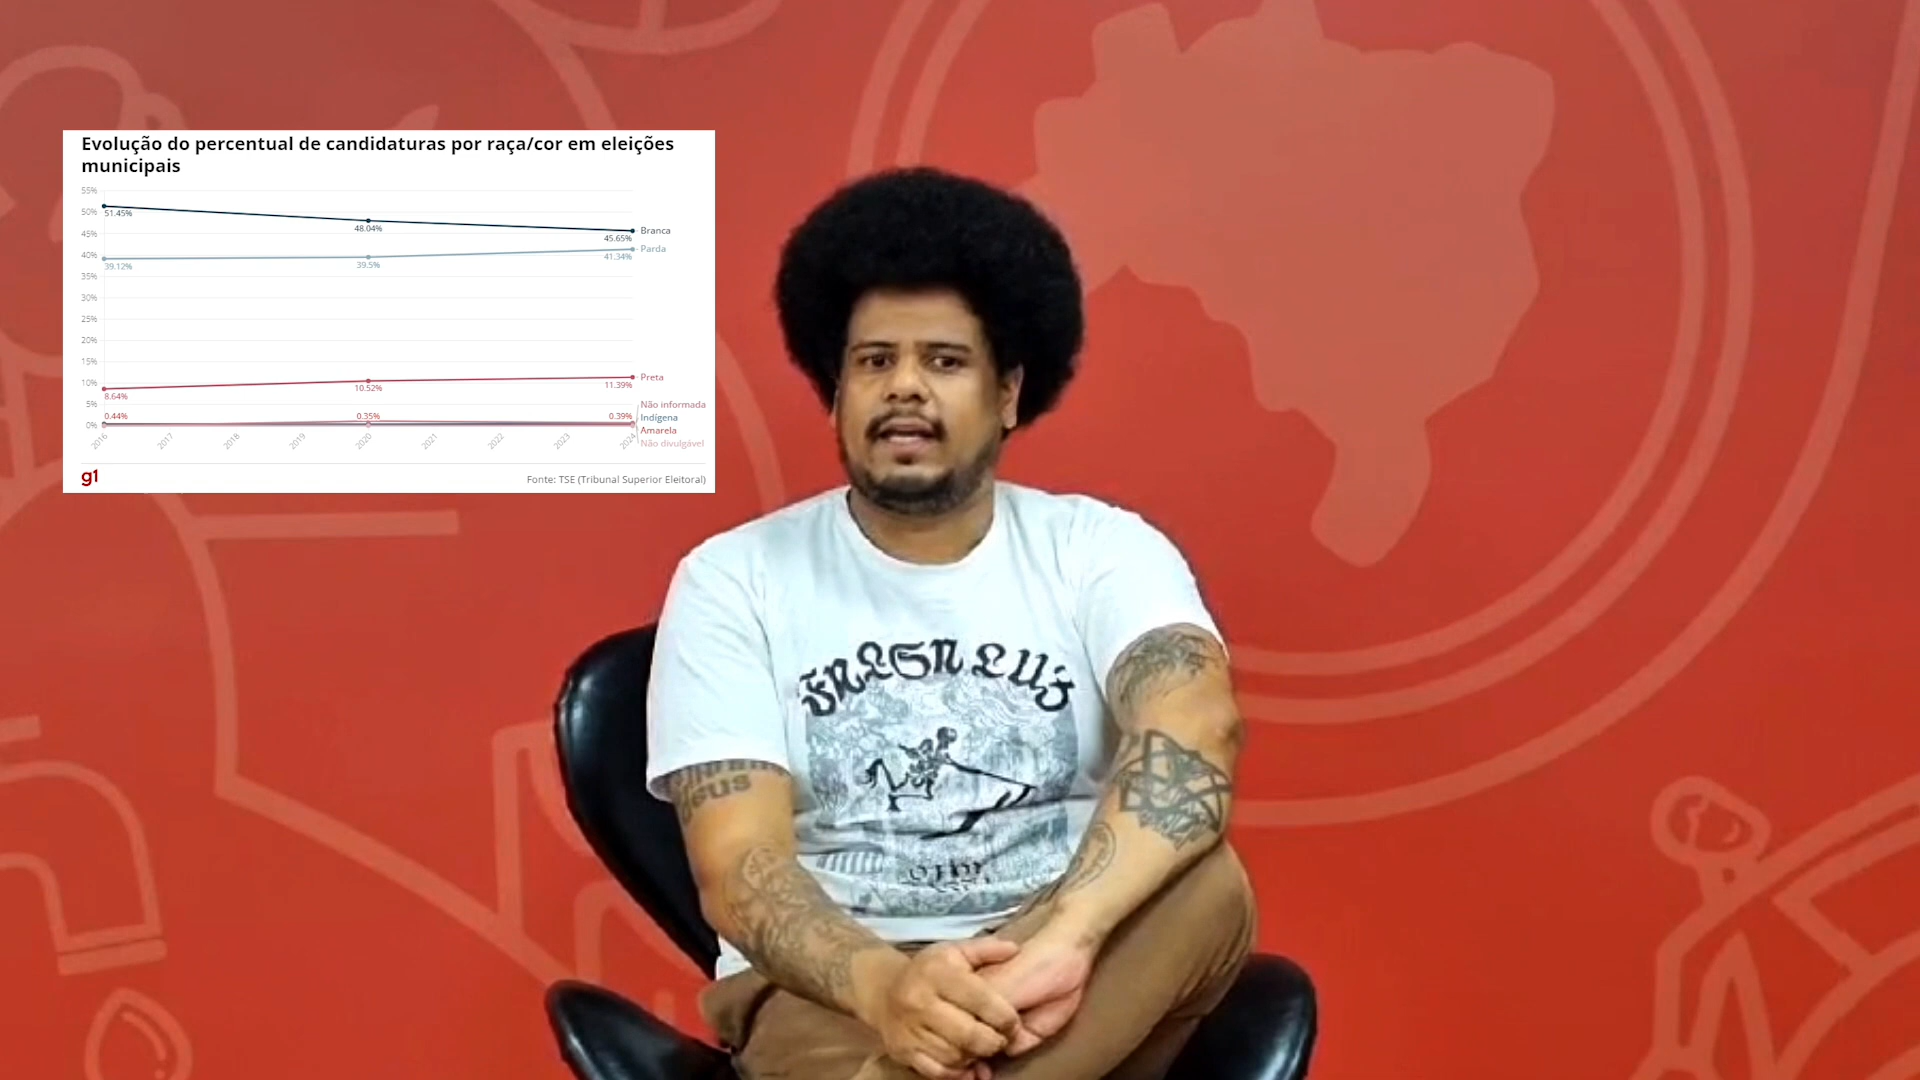 Evolução do percentual de candidaturas por raça/cor em eleições
municipais
55%
50%
45%
40%
35%
30%
25%
20%
15%
10%
5%
0%
51.45%
48.04%
45.65%
Branca
39.12%
39.5%
41.34%
Parda
8.64%
10.52%
11.39%
Preta
0.44%
0.35%
0.39%
Não informada
Indígena
Amarela
Não divulgável
2016
2017
2018
2019
2020
2021
2022
2023
2024
g1
Fonte: TSE (Tribunal Superior Eleitoral)
deus